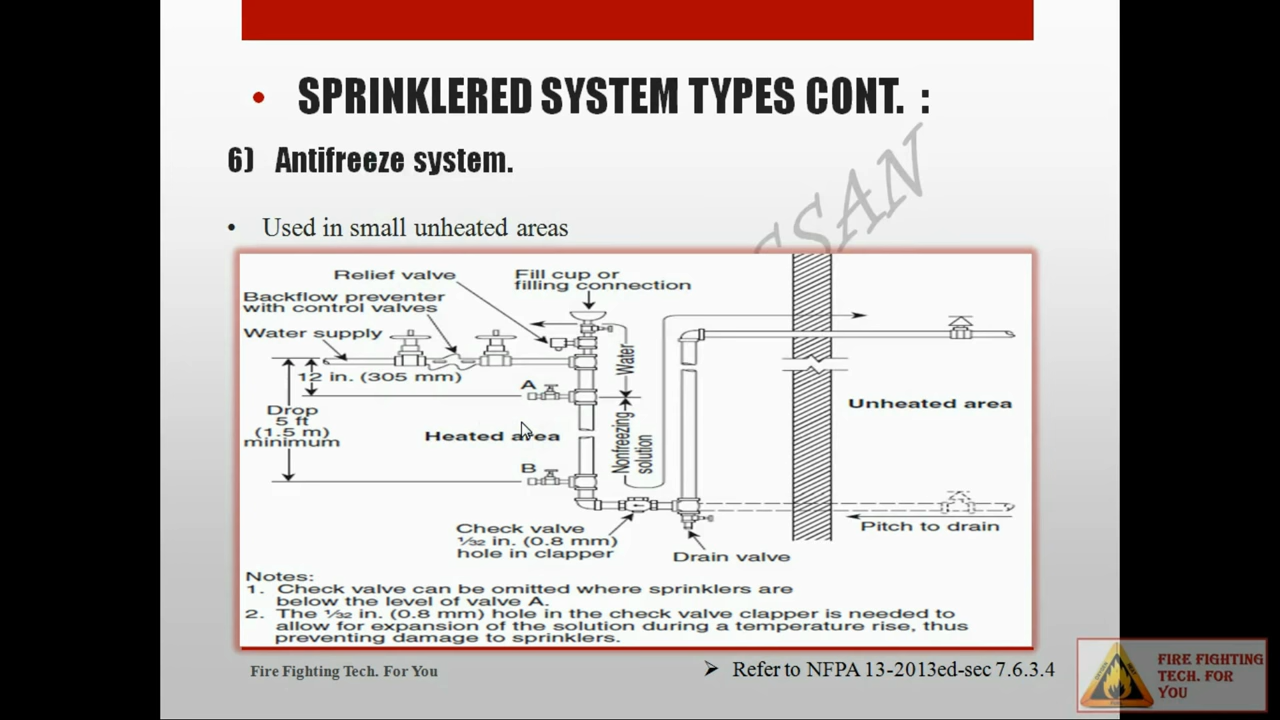 • SPRINKLERED SYSTEM TYPES CONT. :
6) Antifreeze system.
• Used in small unheated areas
Relief valve
Fill cup or
filling connection
Backflow preventer
with control valves
Water supply
12 in. (305 mm)
A
Water
Drop
5 ft
(1.5 m)
minimum
Heated area
Unheated area
Nonfreezing
solution
B
Check valve
1/32 in. (0.8 mm)
hole in clapper
Pitch to drain
Drain valve
Notes:
1. Check valve can be omitted where sprinklers are
below the level of valve A.
2. The 1/32 in. (0.8 mm) hole in the check valve clapper is needed to
allow for expansion of the solution during a temperature rise, thus
preventing damage to sprinklers.
Fire Fighting Tech. For You
➢ Refer to NFPA 13-2013ed-sec 7.6.3.4
FIRE FIGHTING
TECH. FOR
YOU